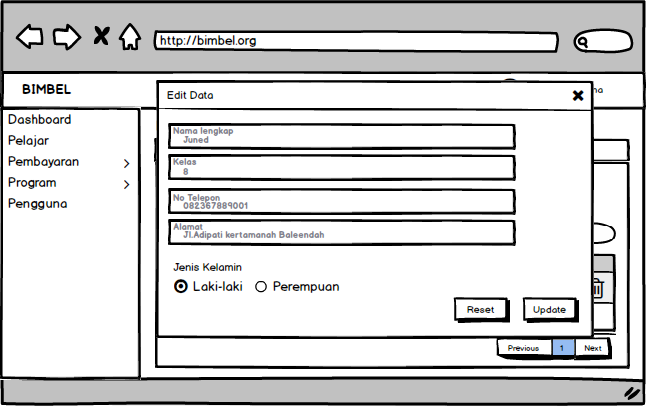 http://bimbel.org
BIMBEL
Edit Data
Dashboard
Pelajar
Pembayaran
Program
Pengguna
Nama lengkap
Juned
Kelas
8
No Telepon
082367889001
Alamat
Jl.Adipati kertamanah Baleendah
Jenis Kelamin
Laki-laki Perempuan
Reset Update
Previous 1 Next